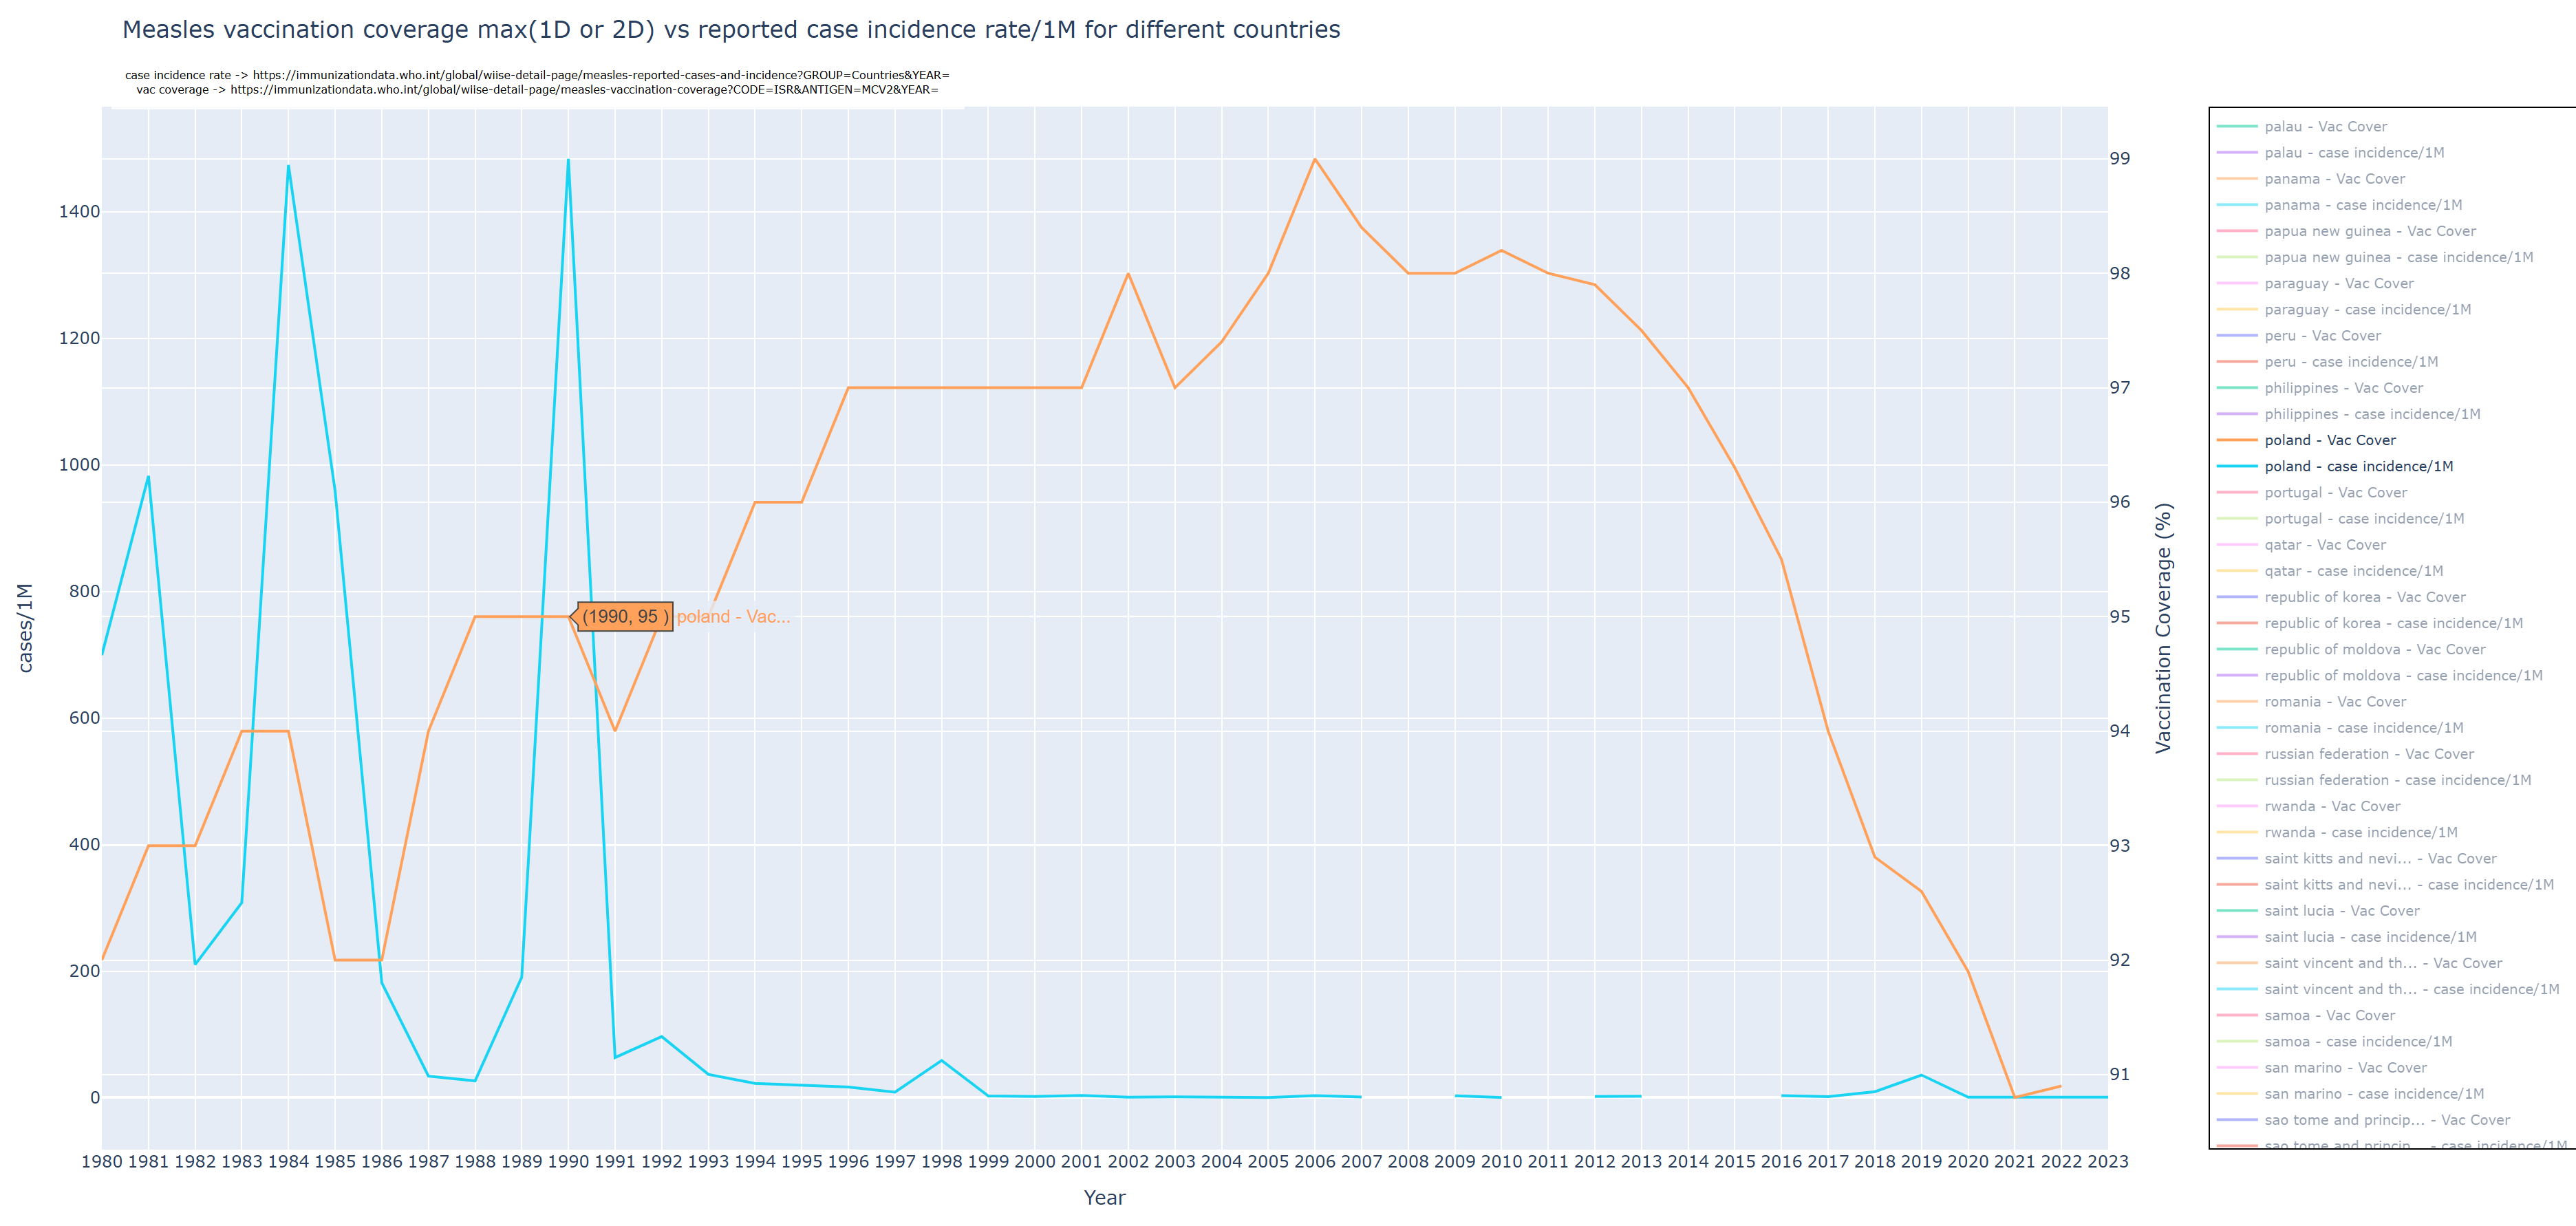 Measles vaccination coverage max(1D or 2D) vs reported case incidence rate/1M for different countries
case incidence rate -> https://immunizationdata.who.int/global/wiise-detail-page/measles-reported-cases-and-incidence?GROUP=Countries&YEAR=
vac coverage -> https://immunizationdata.who.int/global/wiise-detail-page/measles-vaccination-coverage?CODE=ISR&ANTIGEN=MCV2&YEAR=
cases/1M
1400
1200
1000
800
600
400
200
0
(1990, 95 ) poland - Vac...
99
98
97
96
95
94
93
92
91
Vaccination Coverage (%)
1980 1981 1982 1983 1984 1985 1986 1987 1988 1989 1990 1991 1992 1993 1994 1995 1996 1997 1998 1999 2000 2001 2002 2003 2004 2005 2006 2007 2008 2009 2010 2011 2012 2013 2014 2015 2016 2017 2018 2019 2020 2021 2022 2023
Year
palau - Vac Cover
palau - case incidence/1M
panama - Vac Cover
panama - case incidence/1M
papua new guinea - Vac Cover
papua new guinea - case incidence/1M
paraguay - Vac Cover
paraguay - case incidence/1M
peru - Vac Cover
peru - case incidence/1M
philippines - Vac Cover
philippines - case incidence/1M
poland - Vac Cover
poland - case incidence/1M
portugal - Vac Cover
portugal - case incidence/1M
qatar - Vac Cover
qatar - case incidence/1M
republic of korea - Vac Cover
republic of korea - case incidence/1M
republic of moldova - Vac Cover
republic of moldova - case incidence/1M
romania - Vac Cover
romania - case incidence/1M
russian federation - Vac Cover
russian federation - case incidence/1M
rwanda - Vac Cover
rwanda - case incidence/1M
saint kitts and nevi... - Vac Cover
saint kitts and nevi... - case incidence/1M
saint lucia - Vac Cover
saint lucia - case incidence/1M
saint vincent and th... - Vac Cover
saint vincent and th... - case incidence/1M
samoa - Vac Cover
samoa - case incidence/1M
san marino - Vac Cover
san marino - case incidence/1M
sao tome and princip... - Vac Cover
sao tome and princip... - case incidence/1M